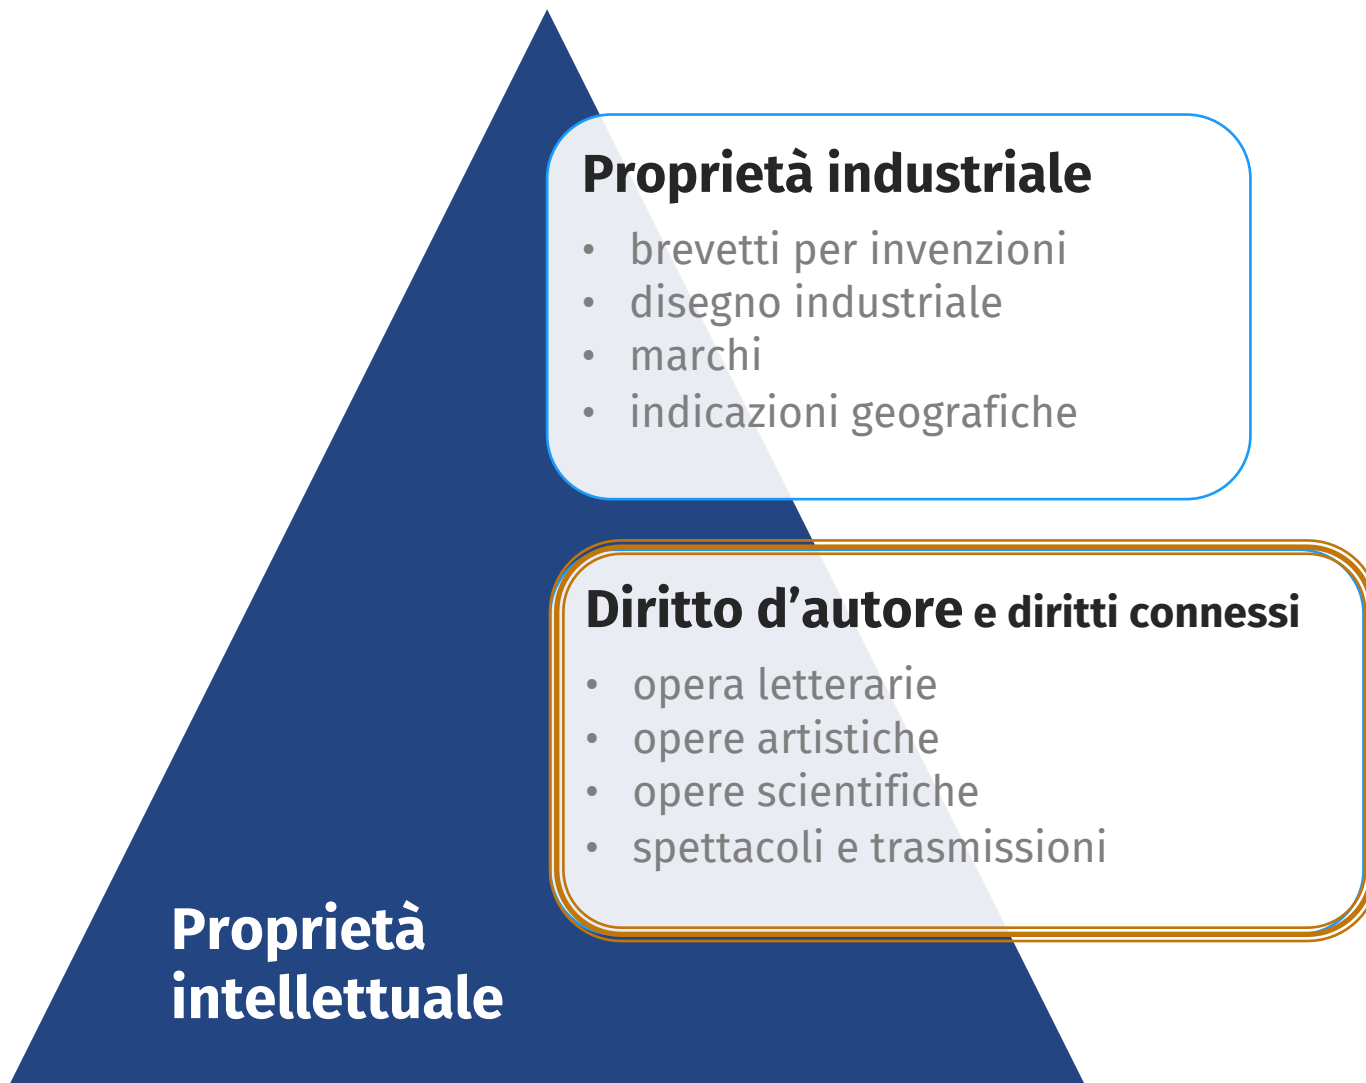 Proprietà industriale
• brevetti per invenzioni
• disegno industriale
• marchi
• indicazioni geografiche
Diritto d’autore e diritti connessi
• opera letterarie
• opere artistiche
• opere scientifiche
• spettacoli e trasmissioni
Proprietà
intellettuale